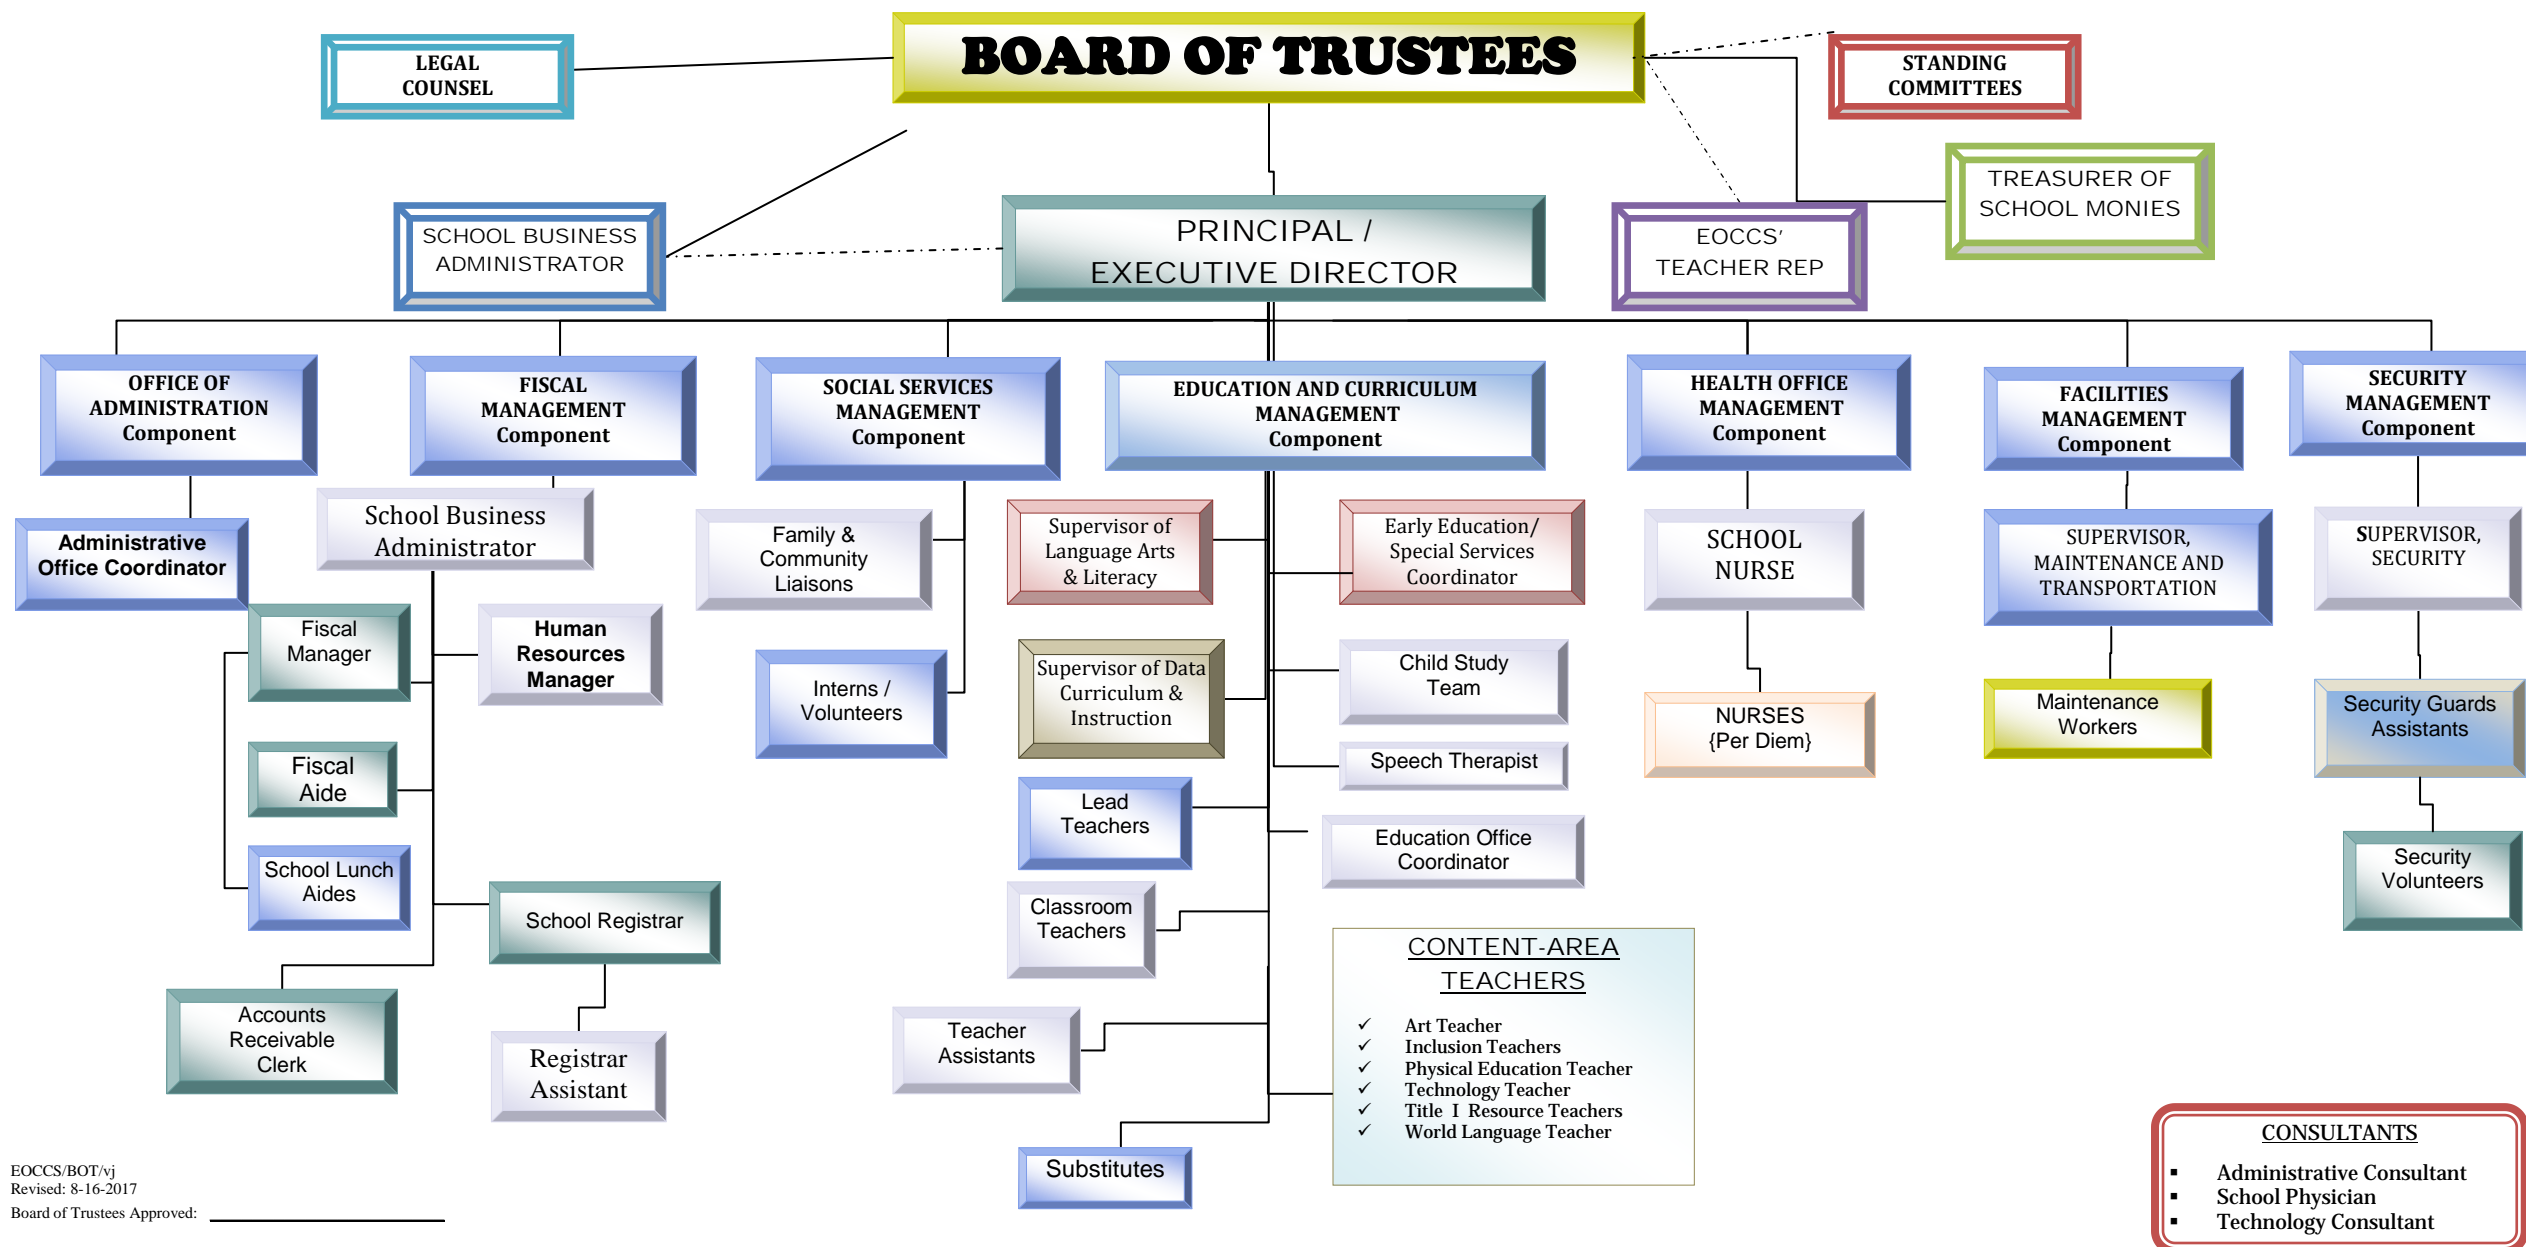 BOARD OF TRUSTEES
LEGAL
COUNSEL
STANDING
COMMITTEES
TREASURER OF
SCHOOL MONIES
SCHOOL BUSINESS
ADMINISTRATOR
PRINCIPAL /
EXECUTIVE DIRECTOR
EOCCS’
TEACHER REP
OFFICE OF
ADMINISTRATION
Component
FISCAL
MANAGEMENT
Component
SOCIAL SERVICES
MANAGEMENT
Component
EDUCATION AND CURRICULUM
MANAGEMENT
Component
HEALTH OFFICE
MANAGEMENT
Component
FACILITIES
MANAGEMENT
Component
SECURITY
MANAGEMENT
Component
Administrative
Office Coordinator
School Business
Administrator
Family &
Community
Liaisons
Supervisor of
Language Arts
& Literacy
Early Education/
Special Services
Coordinator
SCHOOL
NURSE
SUPERVISOR,
MAINTENANCE AND
TRANSPORTATION
SUPERVISOR,
SECURITY
Fiscal
Manager
Human
Resources
Manager
Interns /
Volunteers
Supervisor of Data
Curriculum &
Instruction
Child Study
Team
NURSES
{Per Diem}
Maintenance
Workers
Security Guards
Assistants
Fiscal
Aide
Speech Therapist
Lead
Teachers
Education Office
Coordinator
School Lunch
Aides
Security
Volunteers
School Registrar
Classroom
Teachers
CONTENT-AREA
TEACHERS
✓ Art Teacher
✓ Inclusion Teachers
✓ Physical Education Teacher
✓ Technology Teacher
✓ Title I Resource Teachers
✓ World Language Teacher
Accounts
Receivable
Clerk
Registrar
Assistant
Teacher
Assistants
Substitutes
CONSULTANTS
▪ Administrative Consultant
▪ School Physician
▪ Technology Consultant
EOCCS/BOT/vj
Revised: 8-16-2017
Board of Trustees Approved: